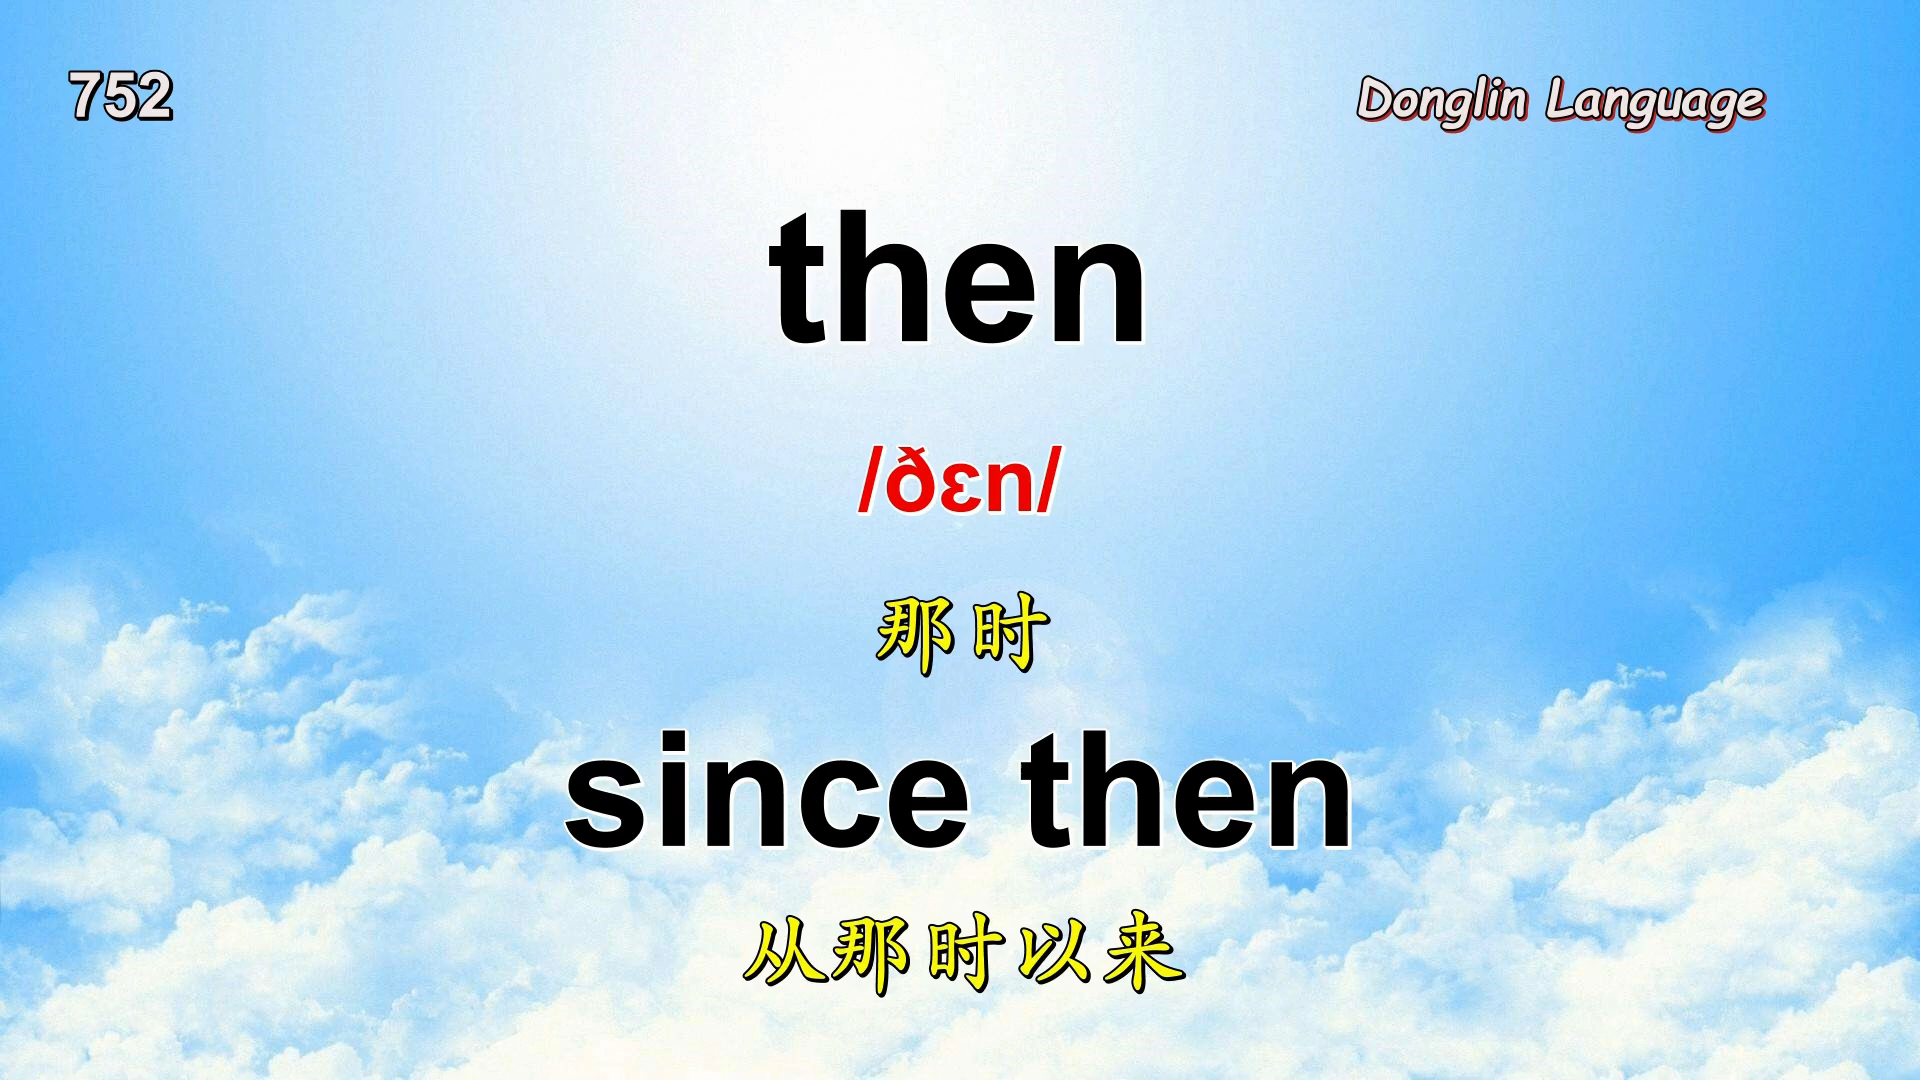 752
Donglin Language
then
/ðɛn/
那时
since then
从那时以来